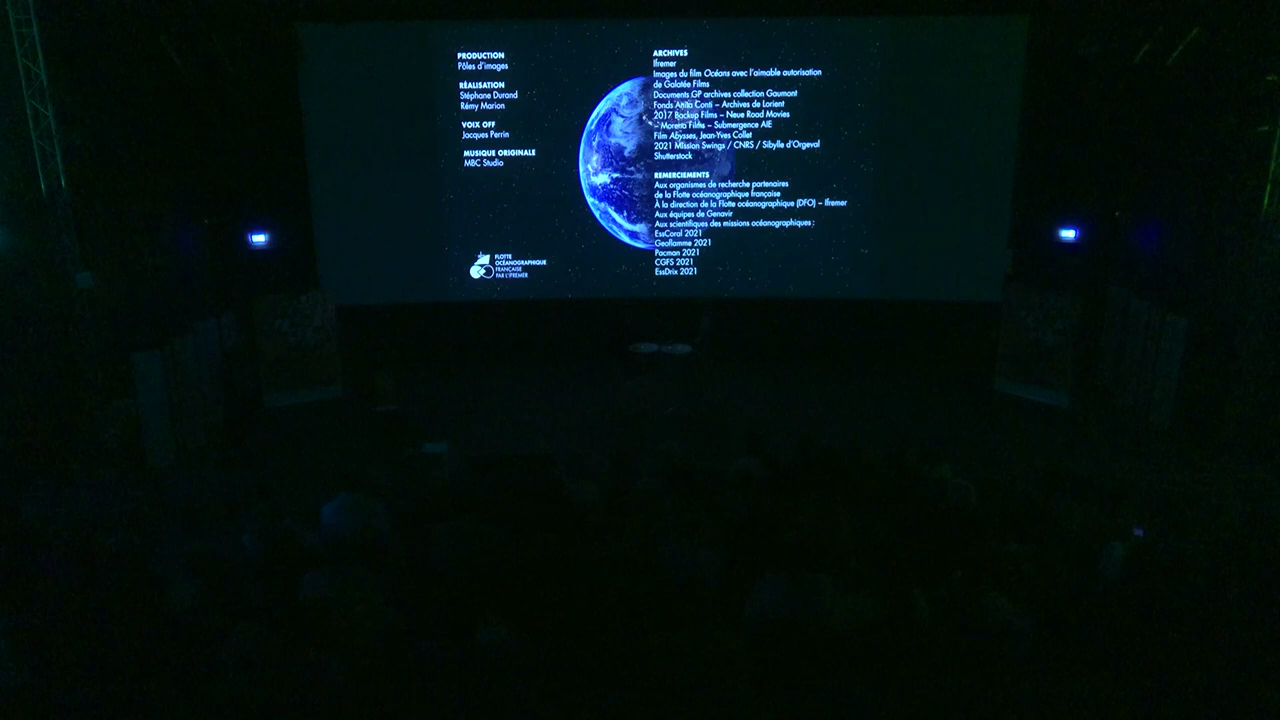 PRODUCTION
Pôles d'images
RÉALISATION
Stéphane Durand
Rémy Marion
VOIX OFF
Jacques Perrin
MUSIQUE ORIGINALE
MBC Studio
FLOTTE
OCÉANOGRAPHIQUE
FRANÇAISE
PAR L'IFREMER
ARCHIVES
Ifremer
Images du film Océans avec l'aimable autorisation
de Galatée Films
Documents GP archives collection Gaumont
Fonds Anita Conti – Archives de Lorient
2017 Backup Films – Neue Road Movies
– Morena Films – Submergence AIE
Film Abysses, Jean-Yves Collet
2021 Mission Swings / CNRS / Sibylle d'Orgeval
Shutterstock
REMERCIEMENTS
Aux organismes de recherche partenaires
de la Flotte océanographique française
À la direction de la Flotte océanographique (DFO) – Ifremer
Aux équipes de Genavir
Aux scientifiques des missions océanographiques :
EssCoral 2021
Geoflamme 2021
Pacman 2021
CGFS 2021
EssDrix 2021